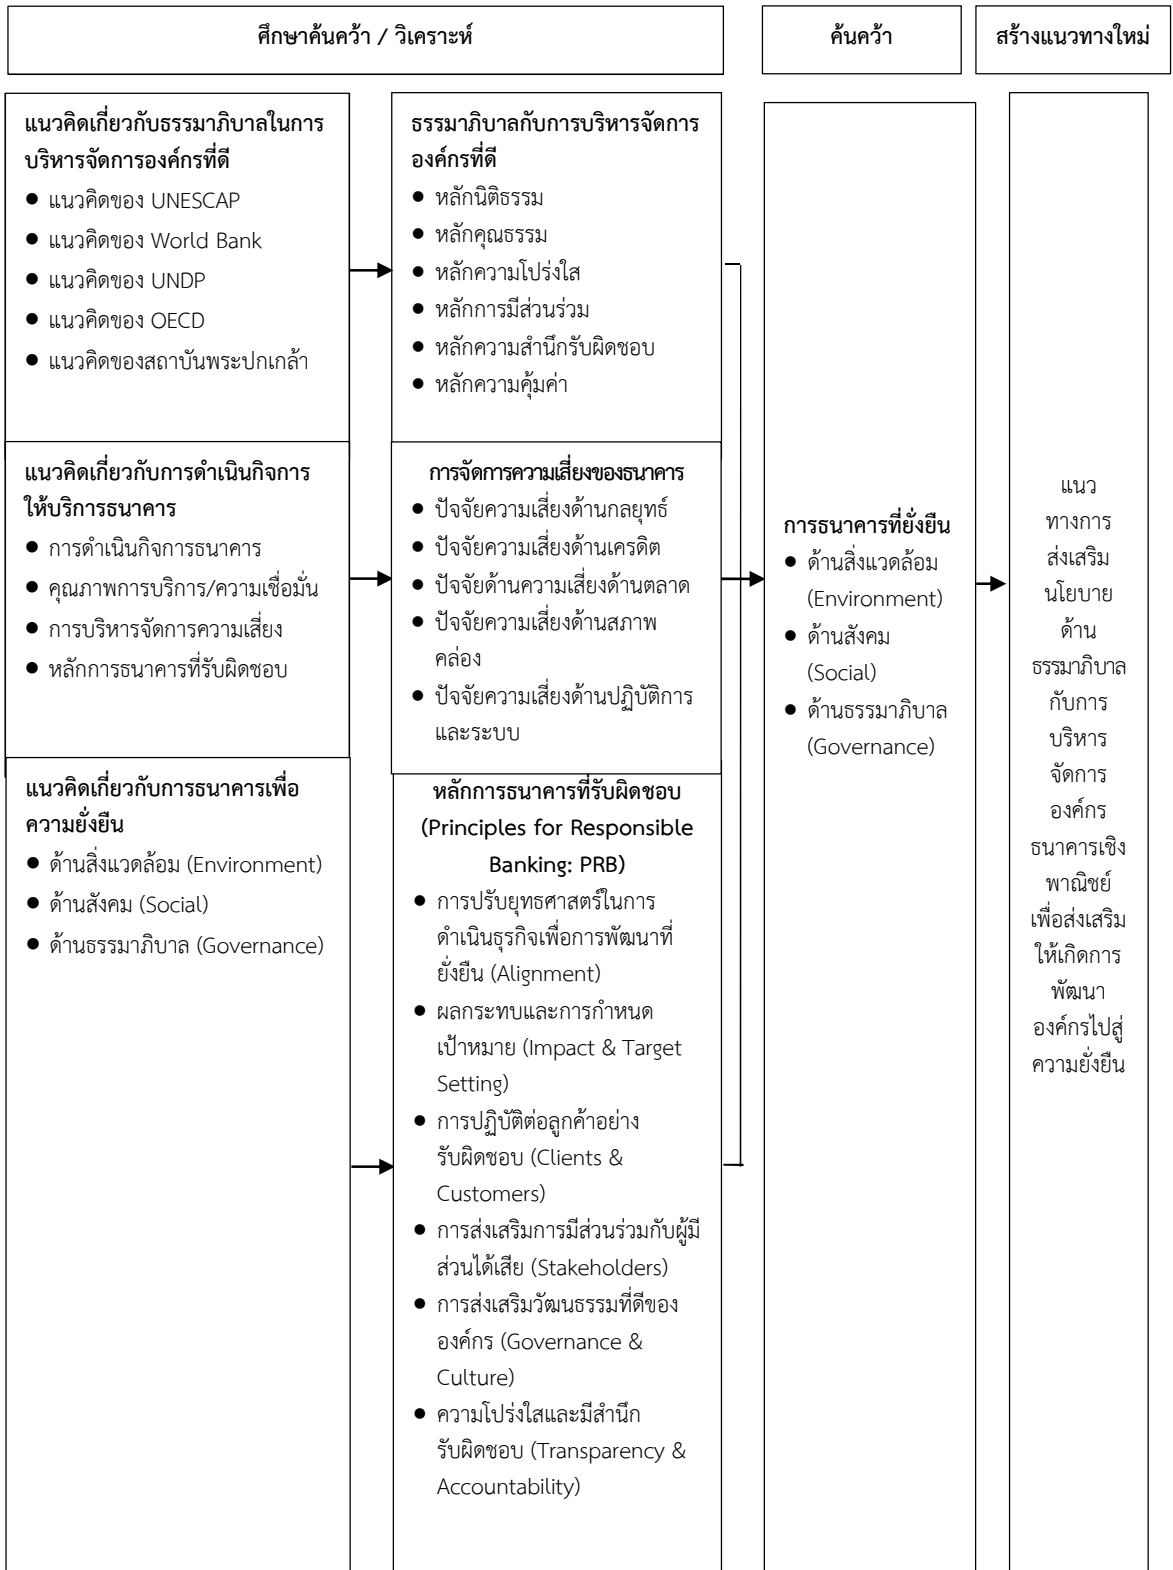 ศึกษาค้นคว้า / วิเคราะห์
ค้นคว้า
สร้างแนวทางใหม่
แนวคิดเกี่ยวกับธรรมาภิบาลในการ
บริหารจัดการองค์กรที่ดี
● แนวคิดของ UNESCAP
● แนวคิดของ World Bank
● แนวคิดของ UNDP
● แนวคิดของ OECD
● แนวคิดของสถาบันพระปกเกล้า
ธรรมาภิบาลกับการบริหารจัดการ
องค์กรที่ดี
● หลักนิติธรรม
● หลักคุณธรรม
● หลักความโปร่งใส
● หลักการมีส่วนร่วม
● หลักความสำนึกรับผิดชอบ
● หลักความคุ้มค่า
แนวคิดเกี่ยวกับการดำเนินกิจการ
ให้บริการธนาคาร
● การดำเนินกิจการธนาคาร
● คุณภาพการบริการ/ความเชื่อมั่น
● การบริหารจัดการความเสี่ยง
● หลักการธนาคารที่รับผิดชอบ
การจัดการความเสี่ยงของธนาคาร
● ปัจจัยความเสี่ยงด้านกลยุทธ์
● ปัจจัยความเสี่ยงด้านเครดิต
● ปัจจัยด้านความเสี่ยงด้านตลาด
● ปัจจัยความเสี่ยงด้านสภาพ
คล่อง
● ปัจจัยความเสี่ยงด้านปฏิบัติการ
และระบบ
แนวคิดเกี่ยวกับการธนาคารเพื่อ
ความยั่งยืน
● ด้านสิ่งแวดล้อม (Environment)
● ด้านสังคม (Social)
● ด้านธรรมาภิบาล (Governance)
หลักการธนาคารที่รับผิดชอบ
(Principles for Responsible
Banking: PRB)
● การปรับยุทธศาสตร์ในการ
ดำเนินธุรกิจเพื่อการพัฒนาที่
ยั่งยืน (Alignment)
● ผลกระทบและการกำหนด
เป้าหมาย (Impact & Target
Setting)
● การปฏิบัติต่อลูกค้าอย่าง
รับผิดชอบ (Clients &
Customers)
● การส่งเสริมการมีส่วนร่วมกับผู้มี
ส่วนได้เสีย (Stakeholders)
● การส่งเสริมวัฒนธรรมที่ดีของ
องค์กร (Governance &
Culture)
● ความโปร่งใสและมีสำนึก
รับผิดชอบ (Transparency &
Accountability)
การธนาคารที่ยั่งยืน
● ด้านสิ่งแวดล้อม
(Environment)
● ด้านสังคม
(Social)
● ด้านธรรมาภิบาล
(Governance)
แนว
ทางการ
ส่งเสริม
นโยบาย
ด้าน
ธรรมาภิบาล
กับการ
บริหาร
จัดการ
องค์กร
ธนาคารเชิง
พาณิชย์
เพื่อส่งเสริม
ให้เกิดการ
พัฒนา
องค์กรไปสู่
ความยั่งยืน